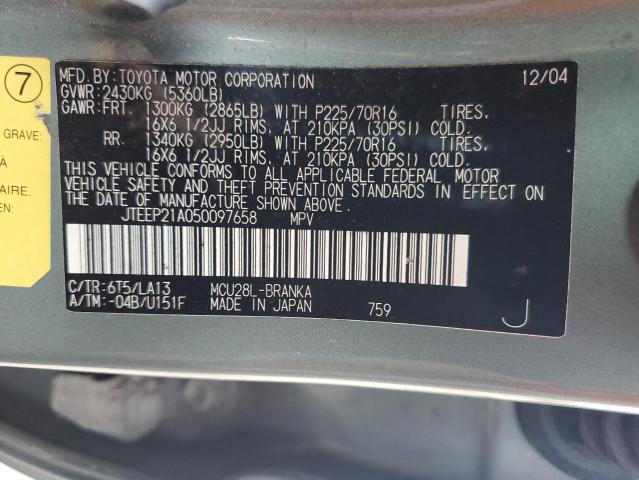 7
GRAVE:
À
AIRE.
EN:
MFD.BY:TOYOTA MOTOR CORPORATION 12/04
GVWR:2430KG (5360LB)
GAWR:FRT. 1300KG (2865LB) WITH P225/70R16 TIRES,
16X6 1/2JJ RIMS, AT 210KPA (30PSI) COLD.
RR. 1340KG (2950LB) WITH P225/70R16 TIRES,
16X6 1/2JJ RIMS, AT 210KPA (30PSI) COLD.
THIS VEHICLE CONFORMS TO ALL APPLICABLE FEDERAL MOTOR
VEHICLE SAFETY AND THEFT PREVENTION STANDARDS IN EFFECT ON
THE DATE OF MANUFACTURE SHOWN ABOVE.
JTEEP21A050097658 MPV
C/TR:6T5/LA13 MCU28L-BRANKA
A/TM:-04B/U151F MADE IN JAPAN 759 J